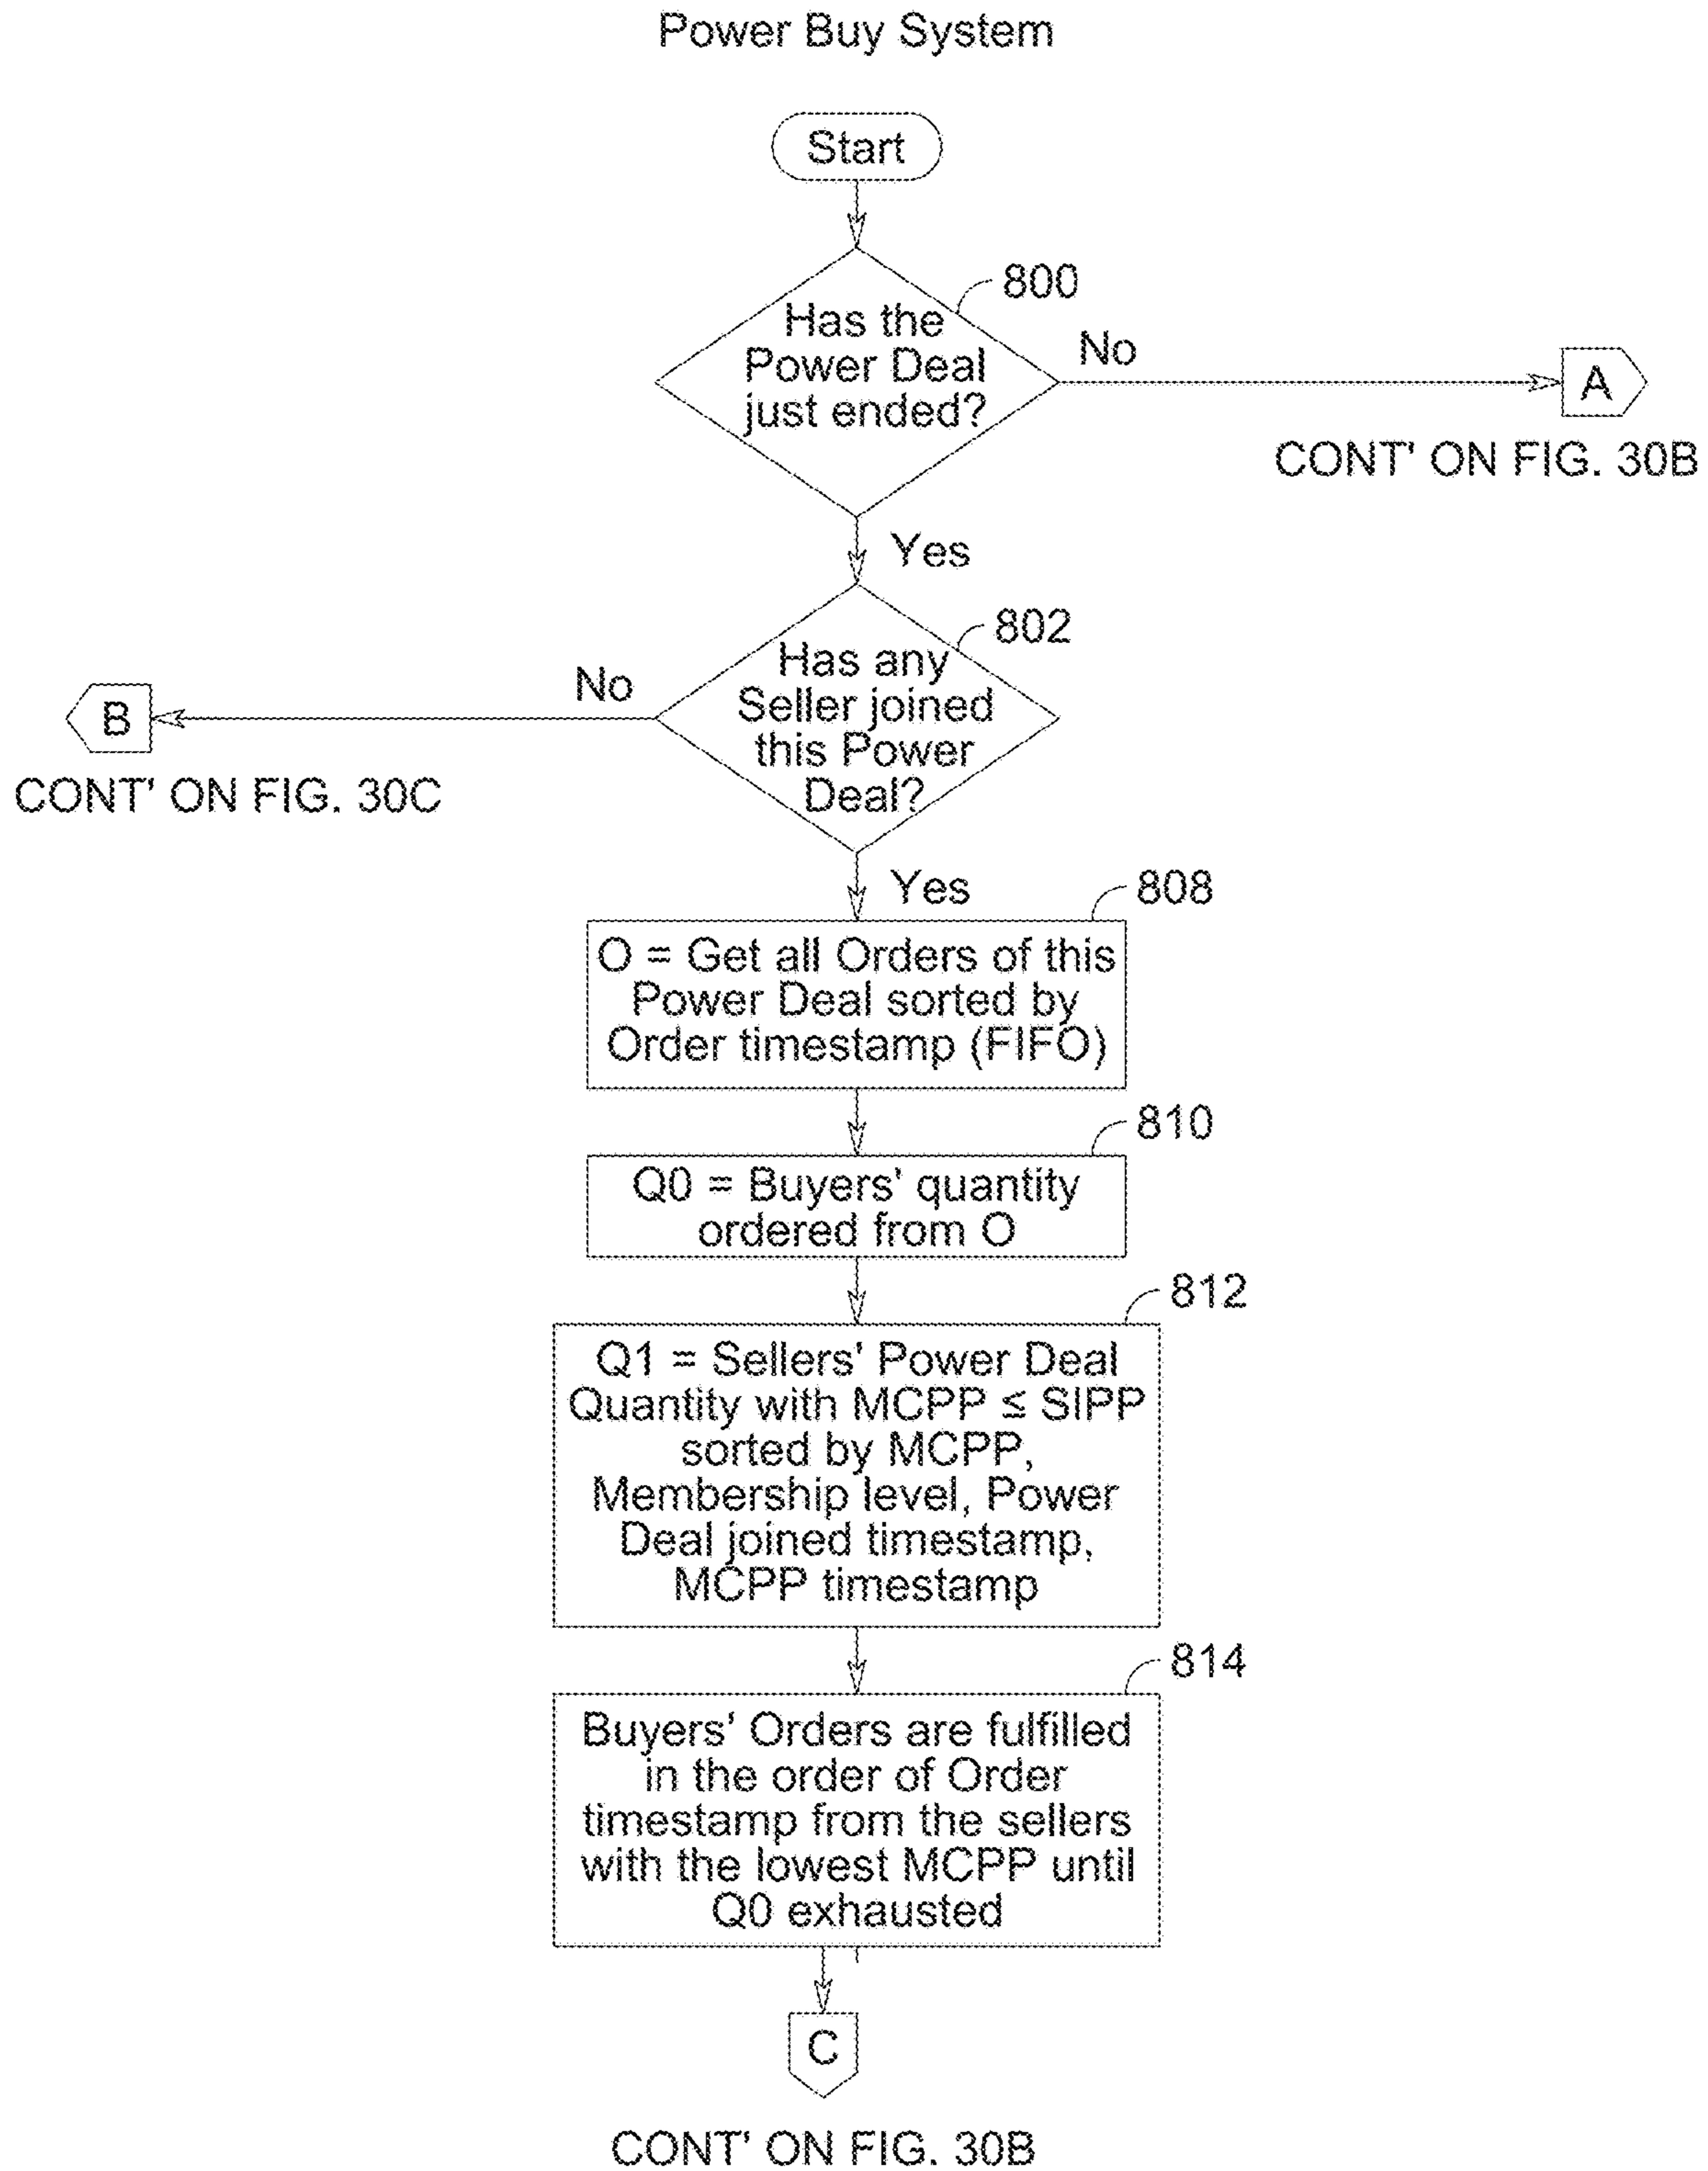 Power Buy System
Start
800
Has the
Power Deal
just ended?
No
A
CONT' ON FIG. 30B
Yes
802
Has any
Seller joined
this Power
Deal?
No
B
CONT' ON FIG. 30C
Yes
808
O = Get all Orders of this
Power Deal sorted by
Order timestamp (FIFO)
810
Q0 = Buyers' quantity
ordered from O
812
Q1 = Sellers' Power Deal
Quantity with MCPP ≤ SIPP
sorted by MCPP,
Membership level, Power
Deal joined timestamp,
MCPP timestamp
814
Buyers' Orders are fulfilled
in the order of Order
timestamp from the sellers
with the lowest MCPP until
Q0 exhausted
C
CONT' ON FIG. 30B